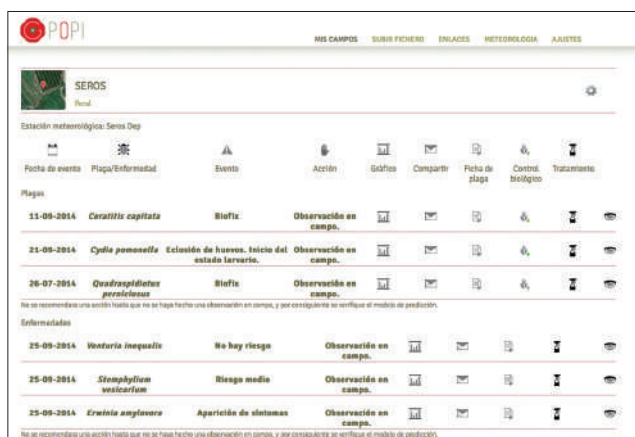 POPI
MIS CAMPOS SUBIR FICHERO ENLACES METEOROLOGIA AJUSTES
SEROS
Peral
Estación meteorológica: Seros Dep
Fecha de evento Plaga/Enfermedad Evento Acción Gráfico Compartir Ficha de plaga Control biológico Tratamiento
Plagas
11-09-2014 Ceratitis capitata Biofix Observación en campo.
21-09-2014 Cydia pomonella Eclosión de huevos. Inicio del estado larvario. Observación en campo.
26-07-2014 Quadraspidiotus perniciosus Biofix Observación en campo.
No se recomendara una acción hasta que no se haya hecho una observación en campo, y por consiguiente se verifique el modelo de predicción.
Enfermedades
25-09-2014 Venturia inequalis No hay riesgo Observación en campo.
25-09-2014 Stemphylium vesicarium Riesgo medio Observación en campo.
25-09-2014 Erwinia amylovora Aparición de síntomas Observación en campo.
No se recomendara una acción hasta que no se haya hecho una observación en campo, y por consiguiente se verifique el modelo de predicción.